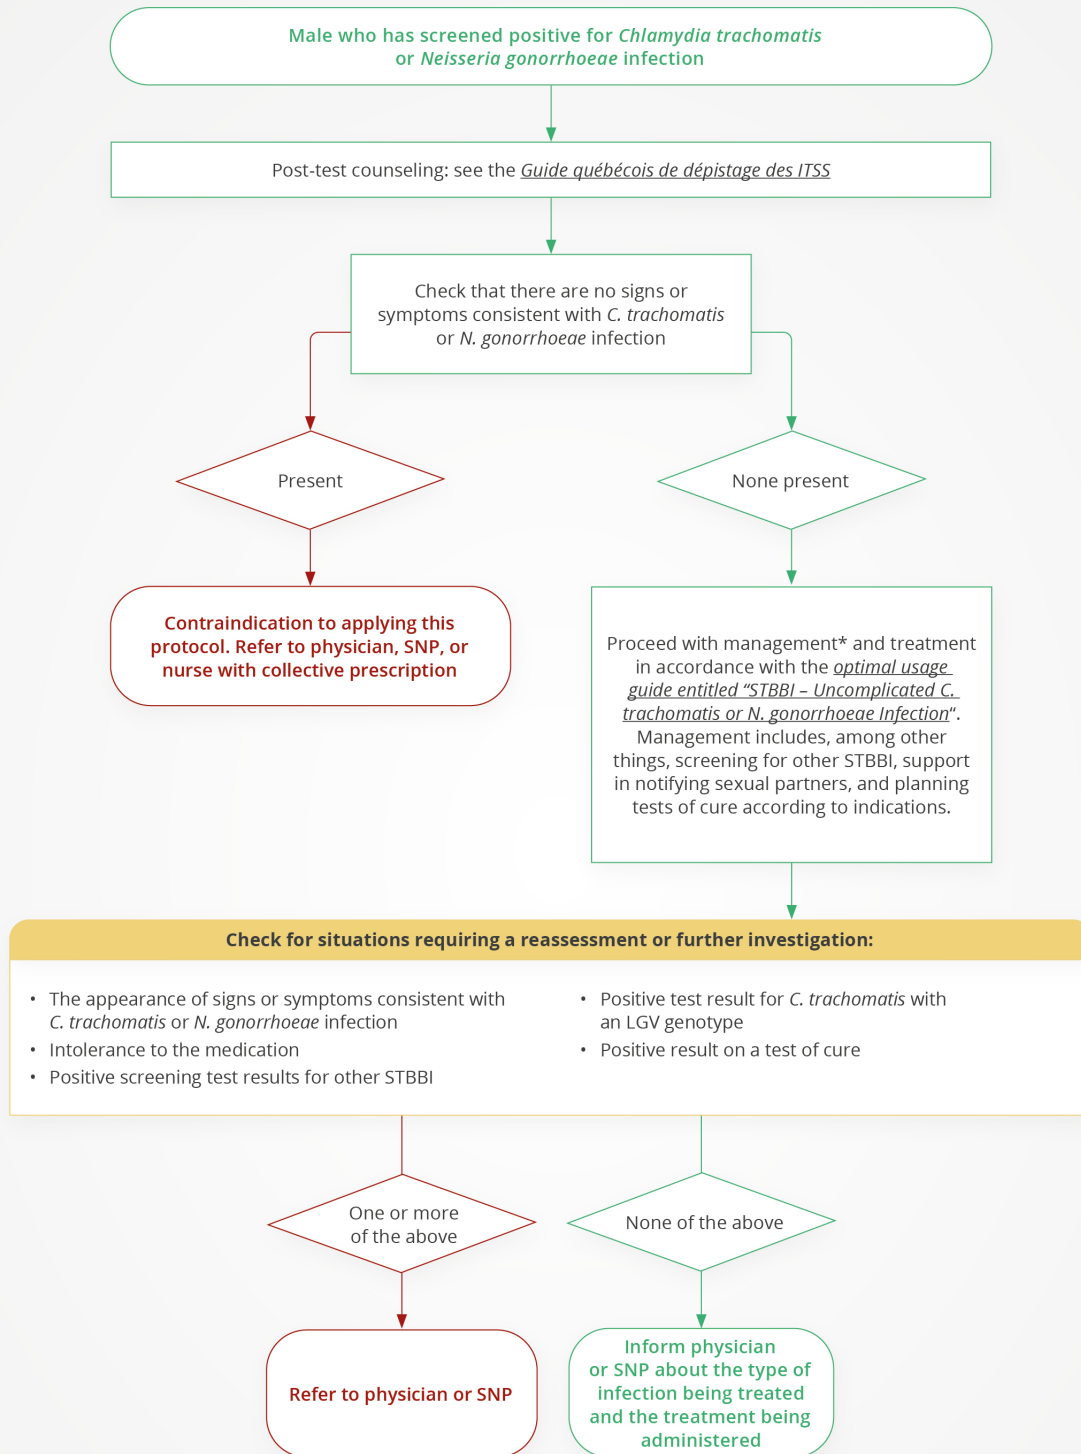 Male who has screened positive for Chlamydia trachomatis
or Neisseria gonorrhoeae infection
Post-test counseling: see the Guide québécois de dépistage des ITSS
Check that there are no signs or
symptoms consistent with C. trachomatis
or N. gonorrhoeae infection
Present
None present
Contraindication to applying this
protocol. Refer to physician, SNP, or
nurse with collective prescription
Proceed with management* and treatment
in accordance with the optimal usage
guide entitled “STBBI – Uncomplicated C.
trachomatis or N. gonorrhoeae Infection“.
Management includes, among other
things, screening for other STBBI, support
in notifying sexual partners, and planning
tests of cure according to indications.
Check for situations requiring a reassessment or further investigation:
• The appearance of signs or symptoms consistent with
C. trachomatis or N. gonorrhoeae infection
• Intolerance to the medication
• Positive screening test results for other STBBI
• Positive test result for C. trachomatis with
an LGV genotype
• Positive result on a test of cure
One or more
of the above
None of the above
Refer to physician or SNP
Inform physician
or SNP about the type of
infection being treated
and the treatment being
administered